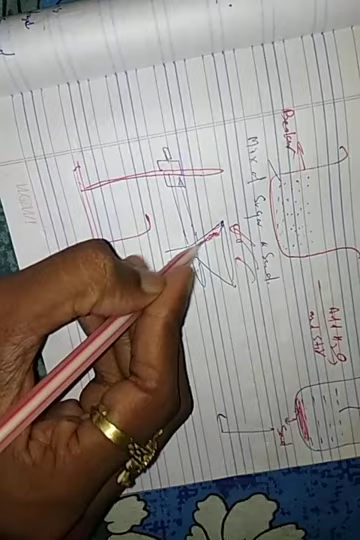 Beaker
Mix of Sugar & Sand
Add H₂O
and Stir
Sand